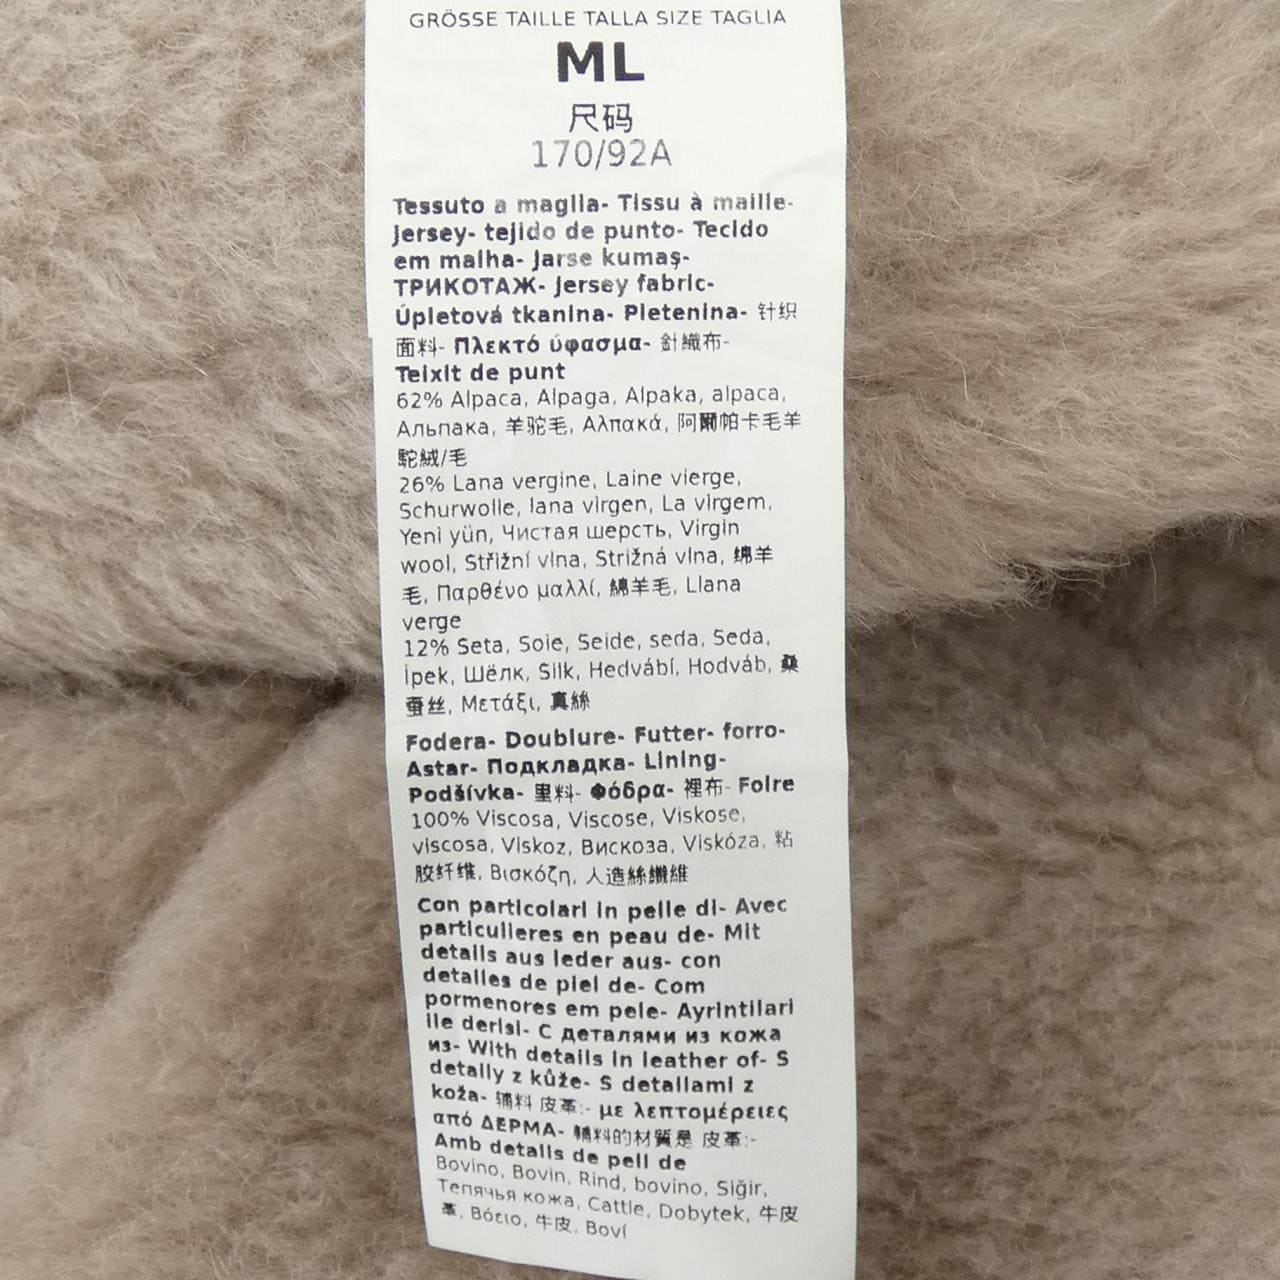 GRÖSSE TAILLE TALLA SIZE TAGLIA
ML
尺码
170/92A
Tessuto a maglia- Tissu à maille-
Jersey- tejido de punto- Tecido
em malha- Jarse kumaş-
ТРИКОТАЖ- Jersey fabric-
Úpletová tkanina- Pletenina- 针织
面料- Πλεκτό ύφασμα- 針織布-
Teixit de punt
62% Alpaca, Alpaga, Alpaka, alpaca,
Альпака, 羊驼毛, Αλπακά, 阿爾帕卡毛羊
駝絨/毛
26% Lana vergine, Laine vierge,
Schurwolle, lana virgen, La virgem,
Yeni yün, Чистая шерсть, Virgin
wool, Střižní vlna, Strižná vlna, 绵羊
毛, Παρθένο μαλλί, 綿羊毛, Llana
verge
12% Seta, Soie, Seide, seda, Seda,
İpek, Шёлк, Silk, Hedvábí, Hodváb, 桑
蚕丝, Μετάξι, 真絲
Fodera- Doublure- Futter- forro-
Astar- Подкладка- Lining-
Podšívka- 里料- Φόδρα- 裡布- Folre
100% Viscosa, Viscose, Viskose,
viscosa, Viskoz, Вискоза, Viskóza, 粘
胶纤维, Βισκόζη, 人造絲纖維
Con particolari in pelle di- Avec
particulieres en peau de- Mit
details aus leder aus- con
detalles de piel de- Com
pormenores em pele- Ayrintilari
ile derisi- С деталями из кожа
из- With details in leather of- S
detaily z kůže- S detailami z
koža- 辅料 皮革:- με λεπτομέρειες
από ΔΕΡΜΑ- 輔料的材質是 皮革:-
Amb details de pell de
Bovino, Bovin, Rind, bovino, Siğir,
Тепячья кожа, Cattle, Dobytek, 牛皮
革, Βόειο, 牛皮, Boví